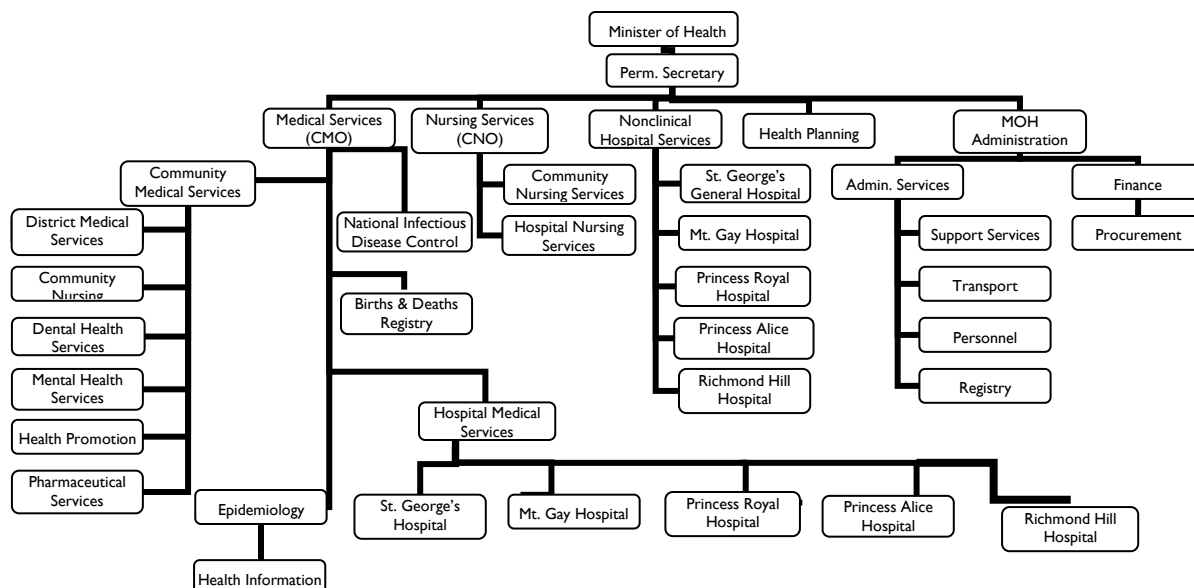 Minister of Health
Perm. Secretary
Medical Services
(CMO)
Nursing Services
(CNO)
Nonclinical
Hospital Services
Health Planning
MOH
Administration
Community
Medical Services
National Infectious
Disease Control
Community
Nursing Services
Hospital Nursing
Services
St. George's
General Hospital
Mt. Gay Hospital
Princess Royal
Hospital
Princess Alice
Hospital
Richmond Hill
Hospital
Admin. Services
Finance
Support Services
Procurement
Transport
Personnel
Registry
District Medical
Services
Community
Nursing
Dental Health
Services
Mental Health
Services
Health Promotion
Pharmaceutical
Services
Births & Deaths
Registry
Hospital Medical
Services
St. George's
Hospital
Mt. Gay Hospital
Princess Royal
Hospital
Princess Alice
Hospital
Richmond Hill
Hospital
Epidemiology
Health Information